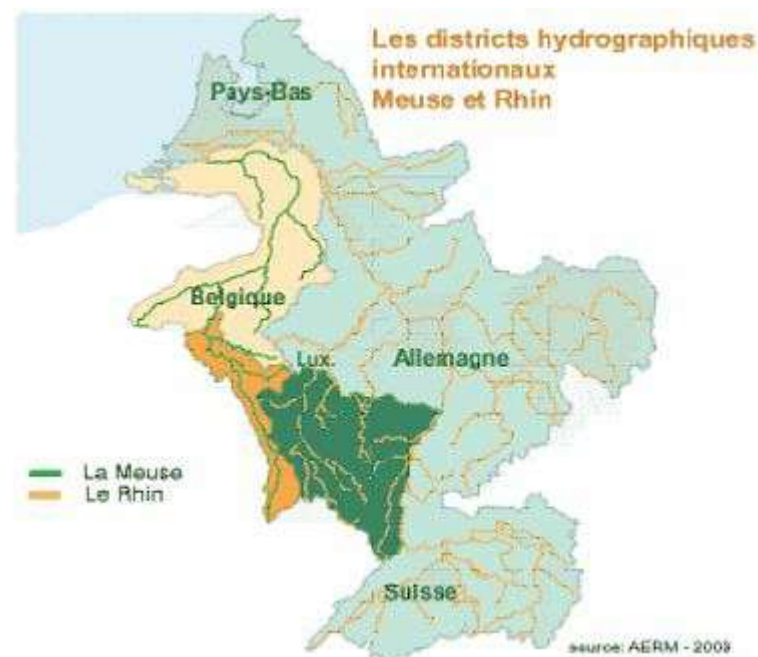 Les districts hydrographiques
internationaux
Meuse et Rhin
Pays-Bas
Belgique
Lux.
Allemagne
La Meuse
Le Rhin
Suisse
source: AERM - 2009